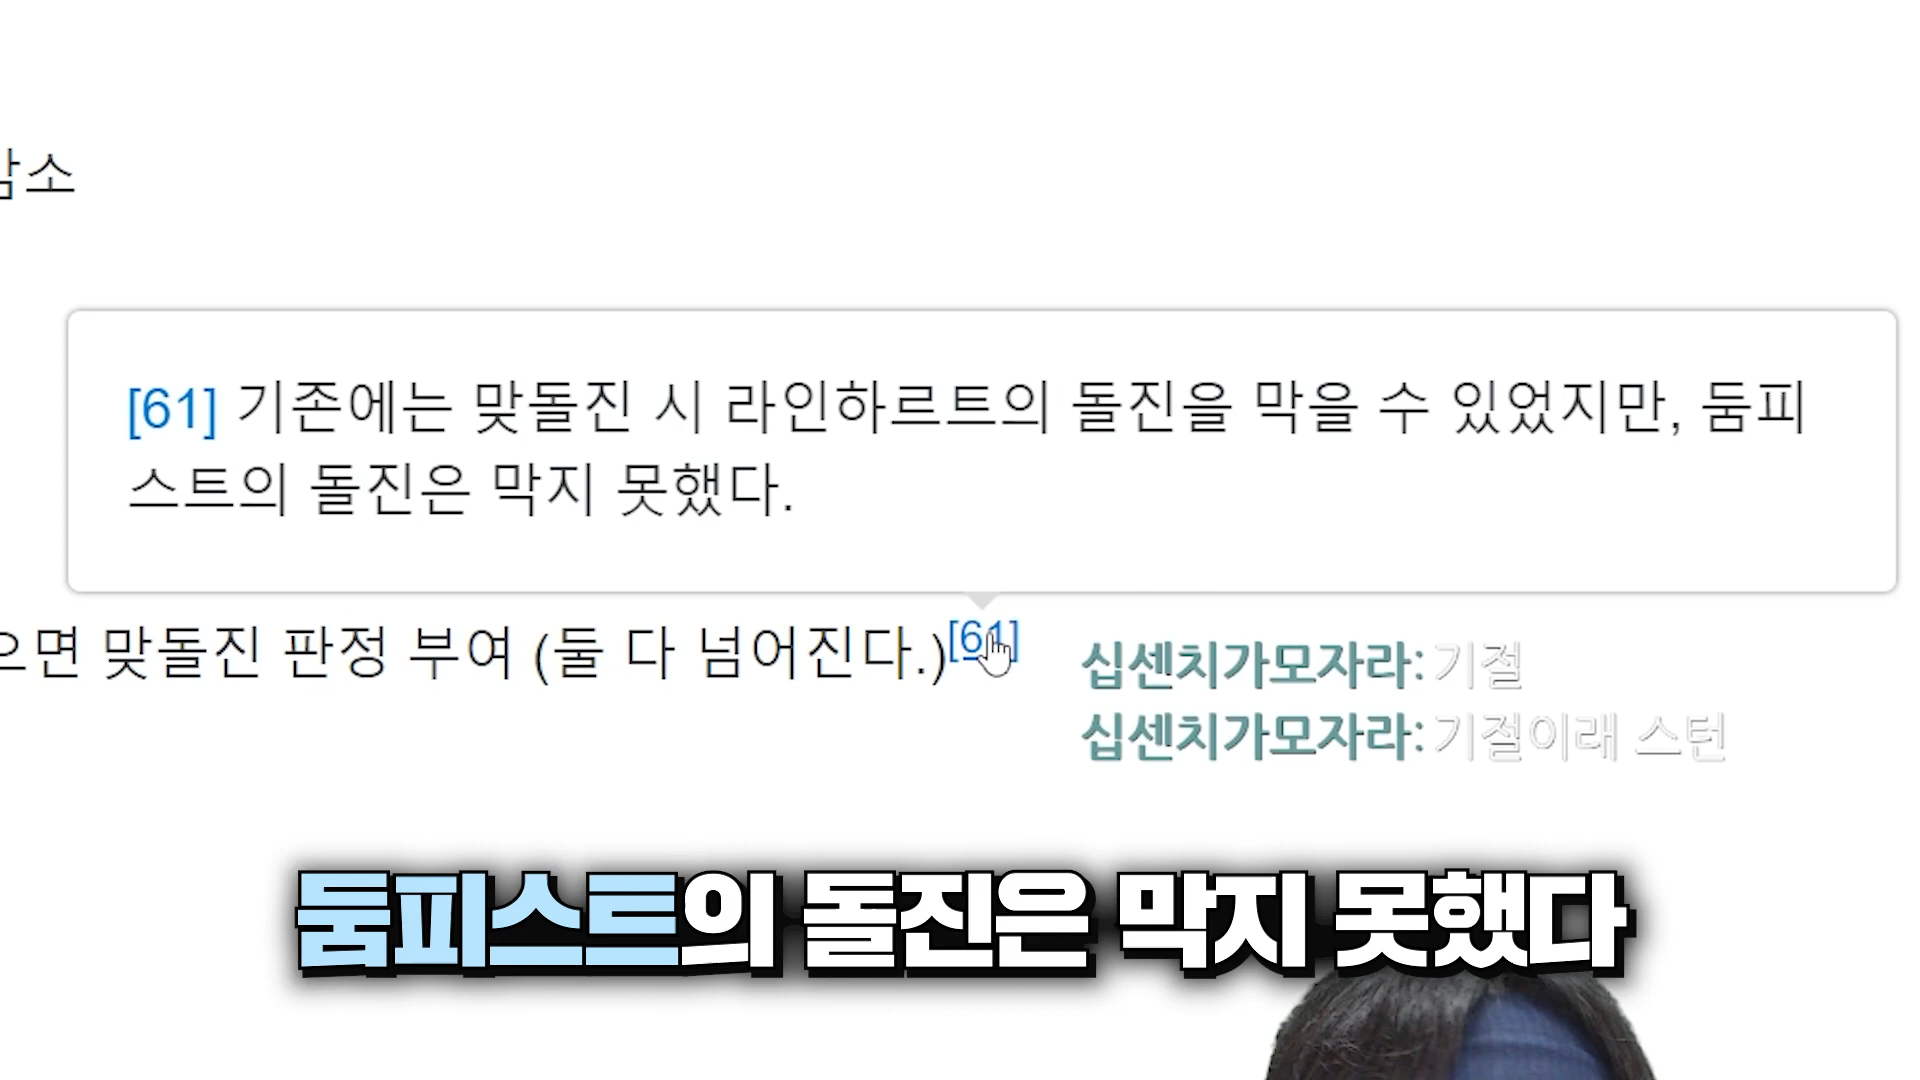 감소
[61] 기존에는 맞돌진 시 라인하르트의 돌진을 막을 수 있었지만, 둠피
스트의 돌진은 막지 못했다.
으면 맞돌진 판정 부여 (둘 다 넘어진다.)[61]
십센치가모자라: 기절
십센치가모자라: 기절이래 스턴
둠피스트의 돌진은 막지 못했다